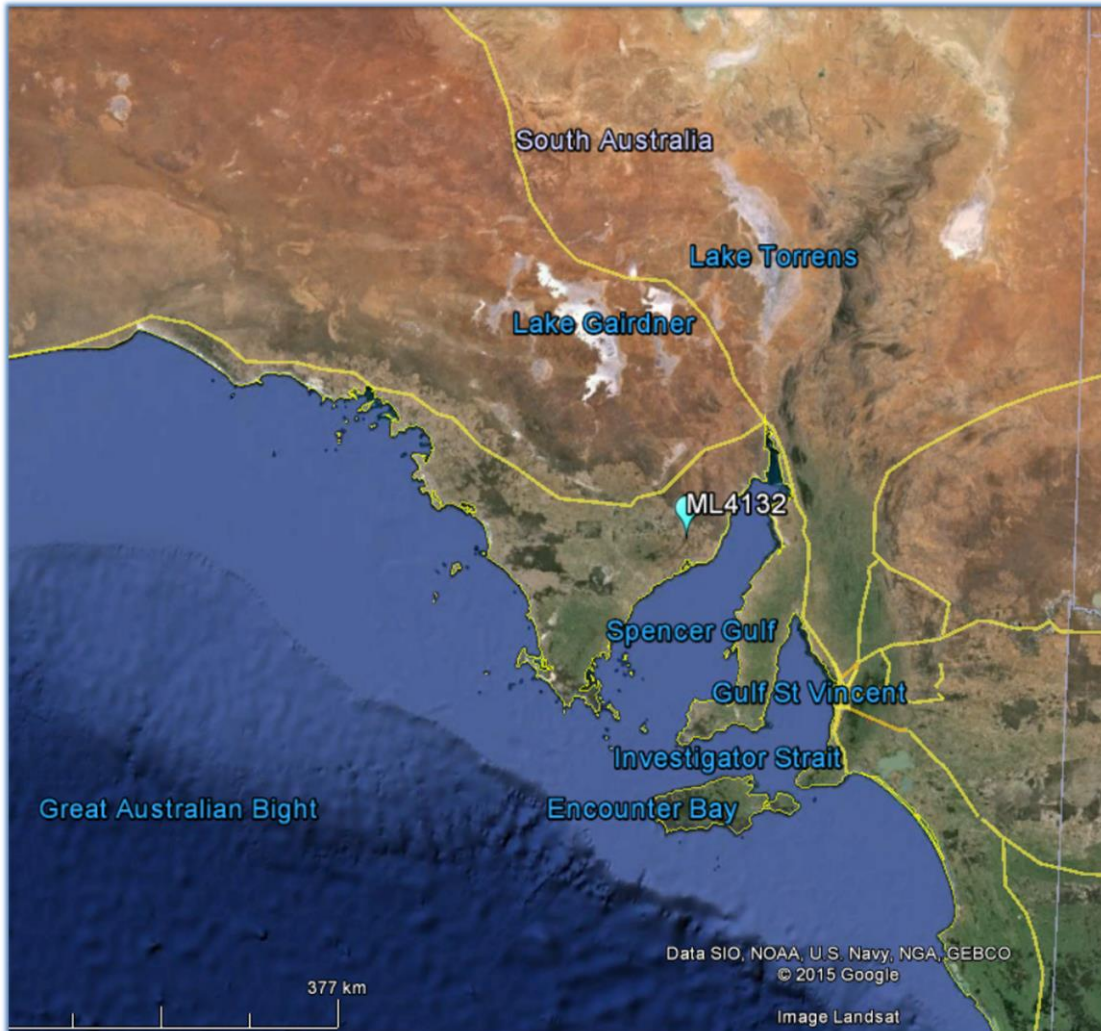 South Australia
Lake Torrens
Lake Gairdner
ML4132
Spencer Gulf
Gulf St Vincent
Investigator Strait
Great Australian Bight
Encounter Bay
Data SIO, NOAA, U.S. Navy, NGA, GEBCO
© 2015 Google
377 km
Image Landsat